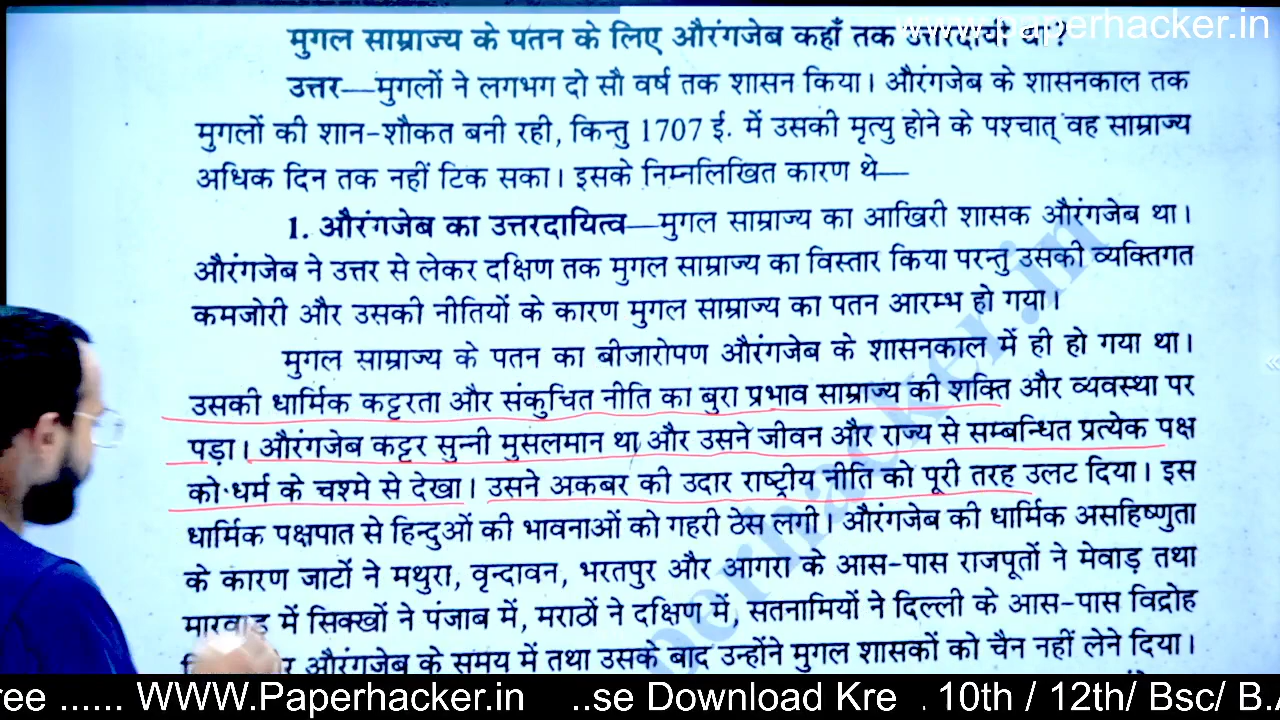 www.paperhacker.in
मुगल साम्राज्य के पतन के लिए औरंगजेब कहाँ तक उत्तरदायी था?
उत्तर—मुगलों ने लगभग दो सौ वर्ष तक शासन किया। औरंगजेब के शासनकाल तक
मुगलों की शान-शौकत बनी रही, किन्तु 1707 ई. में उसकी मृत्यु होने के पश्चात् वह साम्राज्य
अधिक दिन तक नहीं टिक सका। इसके निम्नलिखित कारण थे—
1. औरंगजेब का उत्तरदायित्व—मुगल साम्राज्य का आखिरी शासक औरंगजेब था।
औरंगजेब ने उत्तर से लेकर दक्षिण तक मुगल साम्राज्य का विस्तार किया परन्तु उसकी व्यक्तिगत
कमजोरी और उसकी नीतियों के कारण मुगल साम्राज्य का पतन आरम्भ हो गया।
मुगल साम्राज्य के पतन का बीजारोपण औरंगजेब के शासनकाल में ही हो गया था।
उसकी धार्मिक कट्टरता और संकुचित नीति का बुरा प्रभाव साम्राज्य की शक्ति और व्यवस्था पर
पड़ा। औरंगजेब कट्टर सुन्नी मुसलमान था, और उसने जीवन और राज्य से सम्बन्धित प्रत्येक पक्ष
को धर्म के चश्मे से देखा। उसने अकबर की उदार राष्ट्रीय नीति को पूरी तरह उलट दिया। इस
धार्मिक पक्षपात से हिन्दुओं की भावनाओं को गहरी ठेस लगी। औरंगजेब की धार्मिक असहिष्णुता
के कारण जाटों ने मथुरा, वृन्दावन, भरतपुर और आगरा के आस-पास राजपूतों ने मेवाड़ तथा
मारवाड़ में सिक्खों ने पंजाब में, मराठों ने दक्षिण में, सतनामियों ने दिल्ली के आस-पास विद्रोह
औरंगजेब के समय में तथा उसके बाद उन्होंने मुगल शासकों को चैन नहीं लेने दिया।
paperhacker.in
ree ...... WWW.Paperhacker.in ..se Download Kre . 10th / 12th/ Bsc/ B.